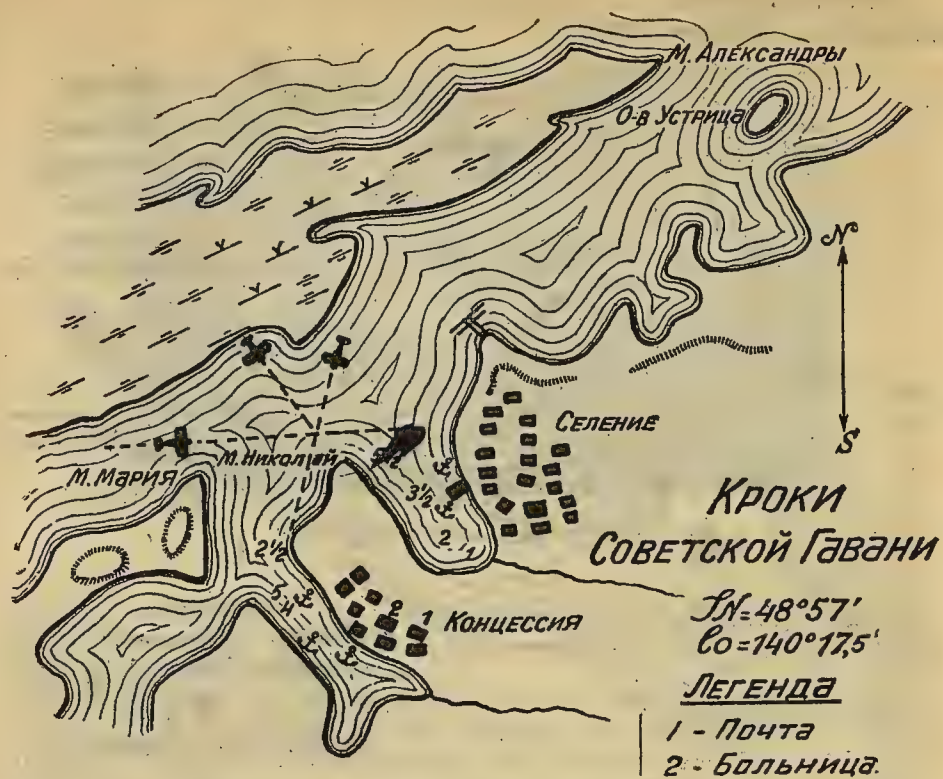 М. Александры
О-в Устрица
N
S
Селение
М. Мария
М. Николай
3½
2
1
2½
Кроки
Советской Гавани
φN=48°57'
ℓo=140°17,5'
2
1
Концессия
Легенда
1 - Почта
2 - Больница.